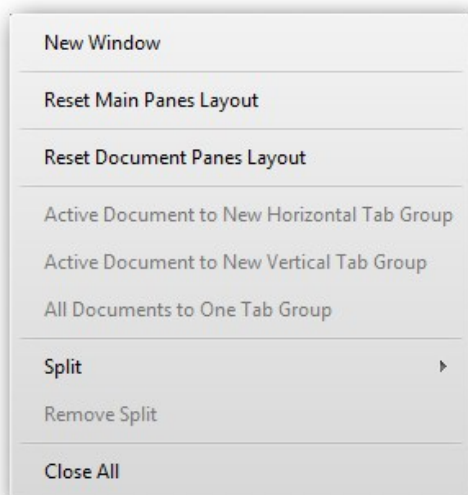 New Window
Reset Main Panes Layout
Reset Document Panes Layout
Active Document to New Horizontal Tab Group
Active Document to New Vertical Tab Group
All Documents to One Tab Group
Split
Remove Split
Close All